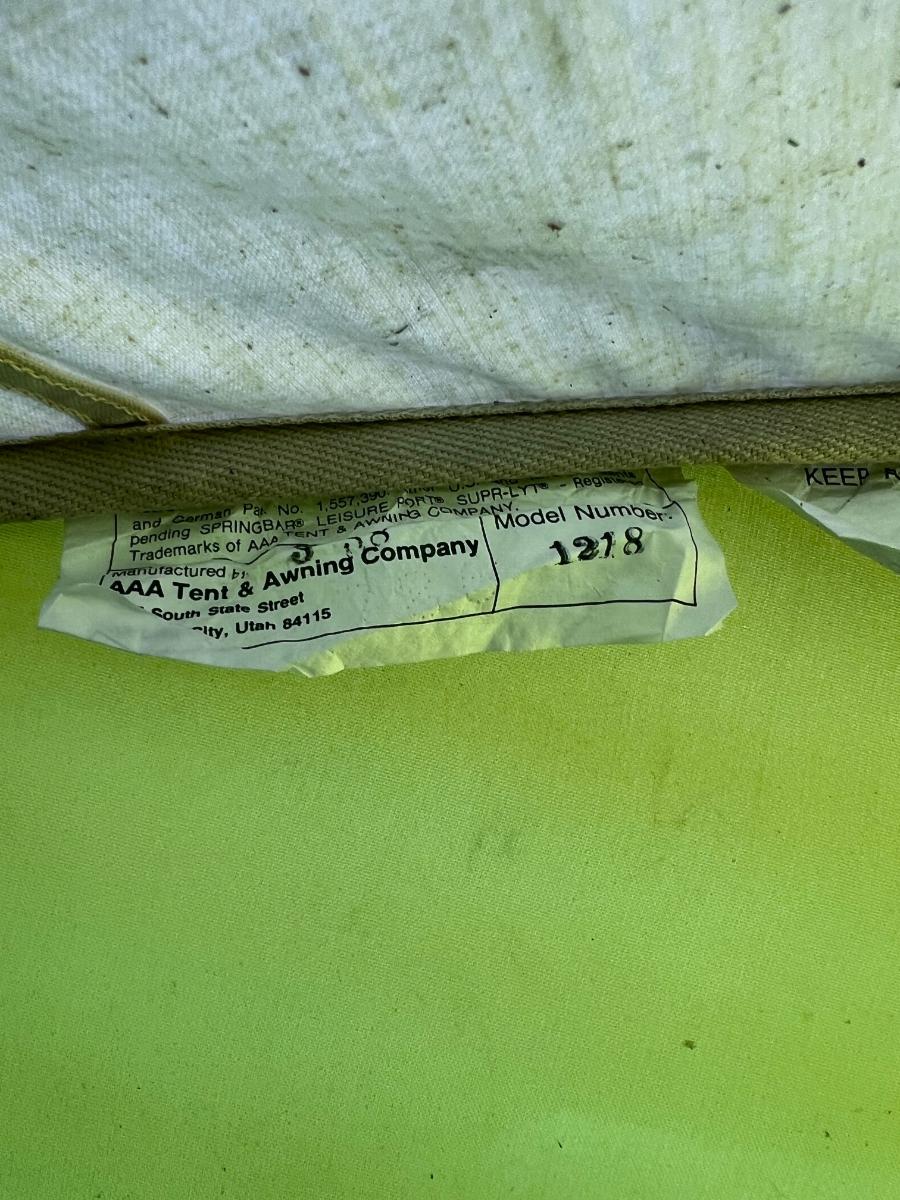 and German Pat. No. 1,557,390
pending SPRINGBAR® LEISURE PORT® SUPR-LYT® - Registered
Trademarks of AAA TENT & AWNING COMPANY.
Manufactured by:
AAA Tent & Awning Company
South State Street
City, Utah 84115
Model Number:
1218
KEEP